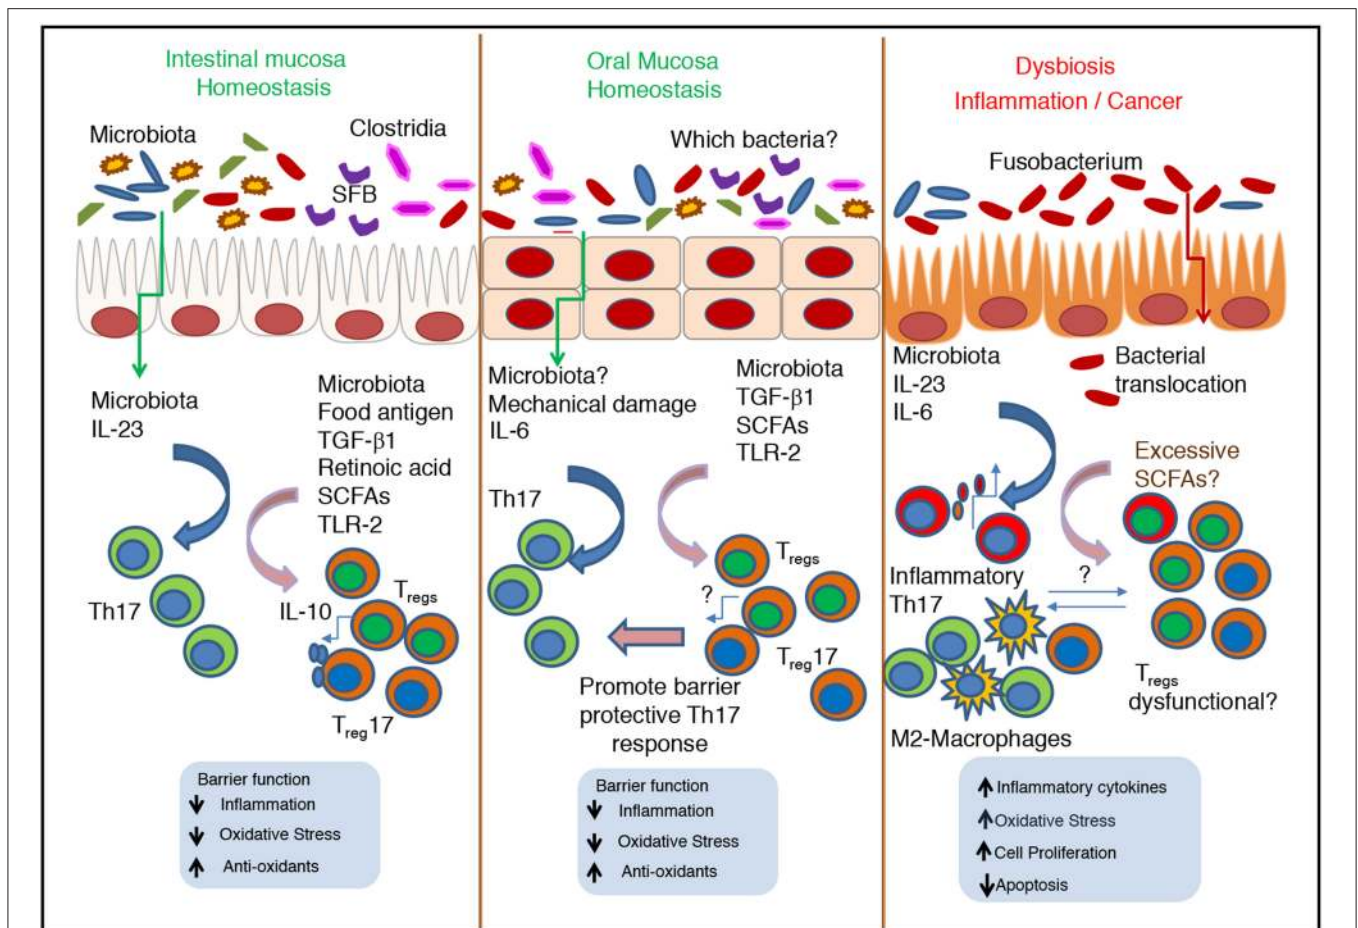 Intestinal mucosa
Homeostasis
Microbiota
Clostridia
SFB
Microbiota
IL-23
Microbiota
Food antigen
TGF-β1
Retinoic acid
SCFAs
TLR-2
Th17
IL-10
Tregs
Treg17
Barrier function
Inflammation
Oxidative Stress
Anti-oxidants
Oral Mucosa
Homeostasis
Which bacteria?
Microbiota?
Mechanical damage
IL-6
Microbiota
TGF-β1
SCFAs
TLR-2
Th17
Tregs
?
Treg17
Promote barrier
protective Th17
response
Barrier function
Inflammation
Oxidative Stress
Anti-oxidants
Dysbiosis
Inflammation / Cancer
Fusobacterium
Microbiota
IL-23
IL-6
Bacterial
translocation
Excessive
SCFAs?
Inflammatory
Th17
?
Tregs
dysfunctional?
M2-Macrophages
Inflammatory cytokines
Oxidative Stress
Cell Proliferation
Apoptosis